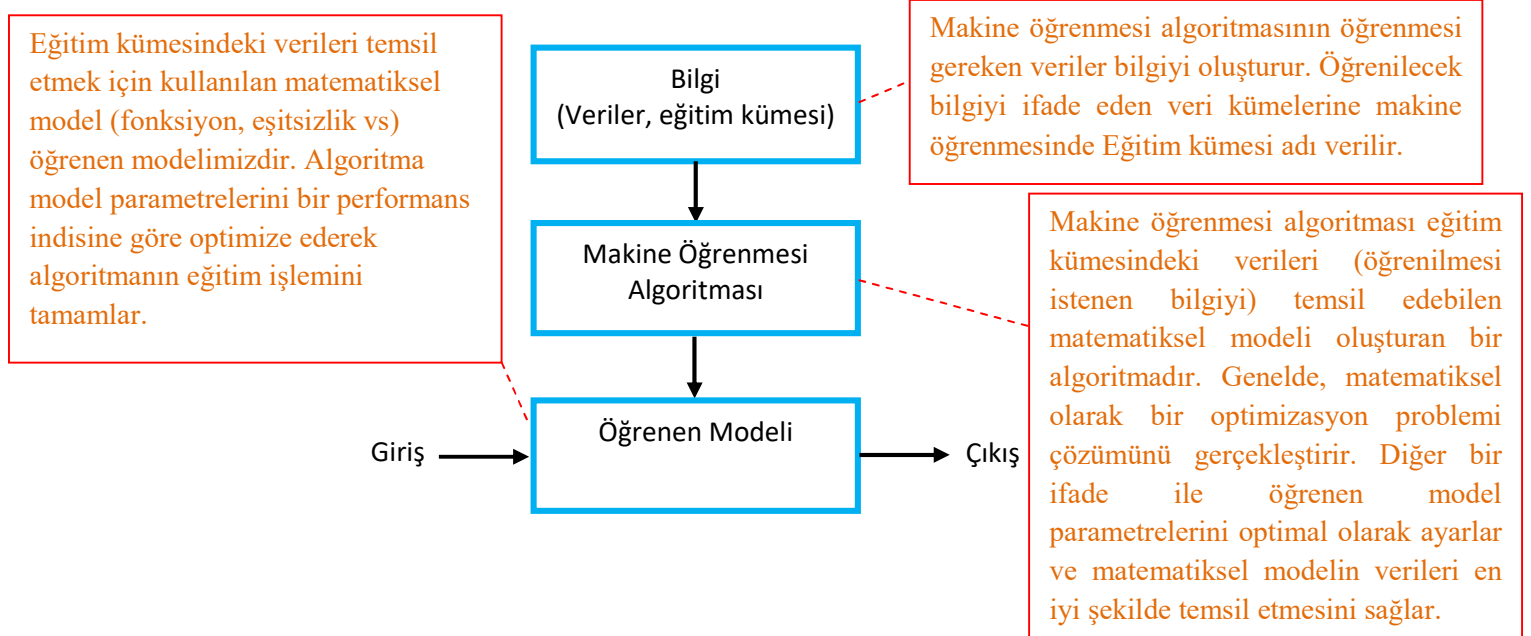 Eğitim kümesindeki verileri temsil
etmek için kullanılan matematiksel
model (fonksiyon, eşitsizlik vs)
öğrenen modelimizdir. Algoritma
model parametrelerini bir performans
indisine göre optimize ederek
algoritmanın eğitim işlemini
tamamlar.
Bilgi
(Veriler, eğitim kümesi)
Makine öğrenmesi algoritmasının öğrenmesi
gereken veriler bilgiyi oluşturur. Öğrenilecek
bilgiyi ifade eden veri kümelerine makine
öğrenmesinde Eğitim kümesi adı verilir.
Makine Öğrenmesi
Algoritması
Makine öğrenmesi algoritması eğitim
kümesindeki verileri (öğrenilmesi
istenen bilgiyi) temsil edebilen
matematiksel modeli oluşturan bir
algoritmadır. Genelde, matematiksel
olarak bir optimizasyon problemi
çözümünü gerçekleştirir. Diğer bir
ifade ile öğrenen model
parametrelerini optimal olarak ayarlar
ve matematiksel modelin verileri en
iyi şekilde temsil etmesini sağlar.
Giriş
Öğrenen Modeli
Çıkış